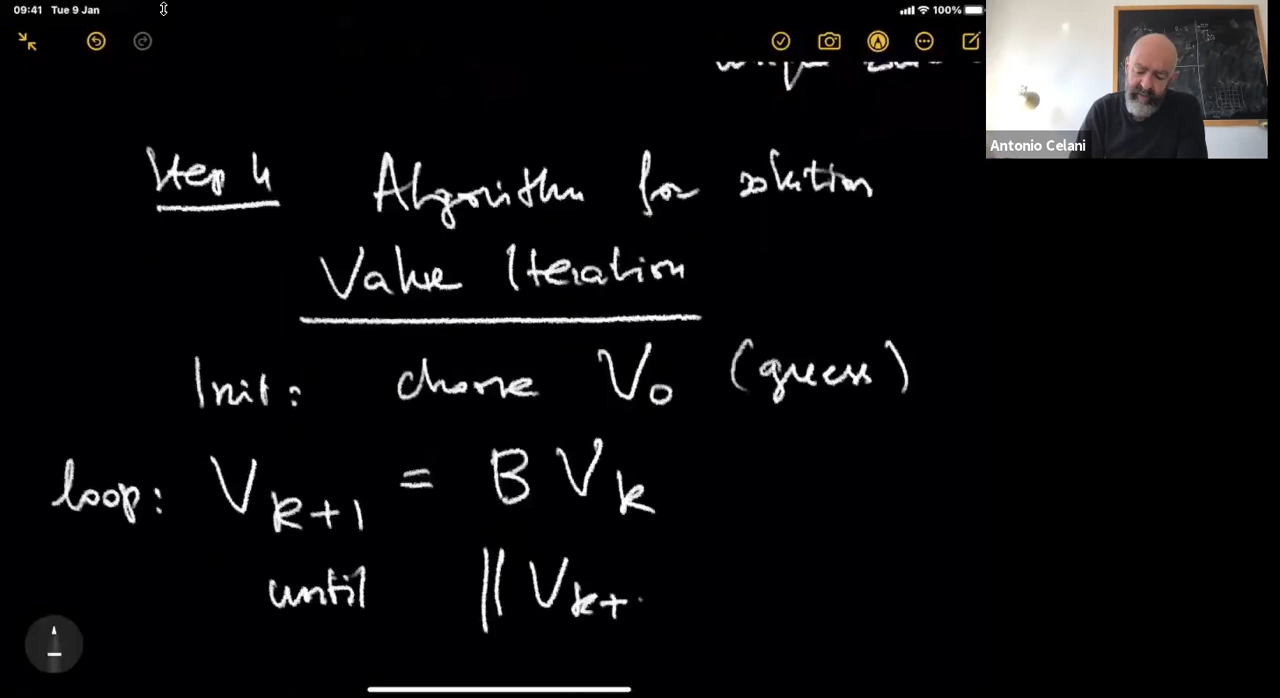 09:41 Tue 9 Jan
100%
Antonio Celani
Step 4 Algorithm for solution
Value Iteration
Init: choose V₀ (guess)
loop: Vₖ₊₁ = B Vₖ
until || Vₖ₊